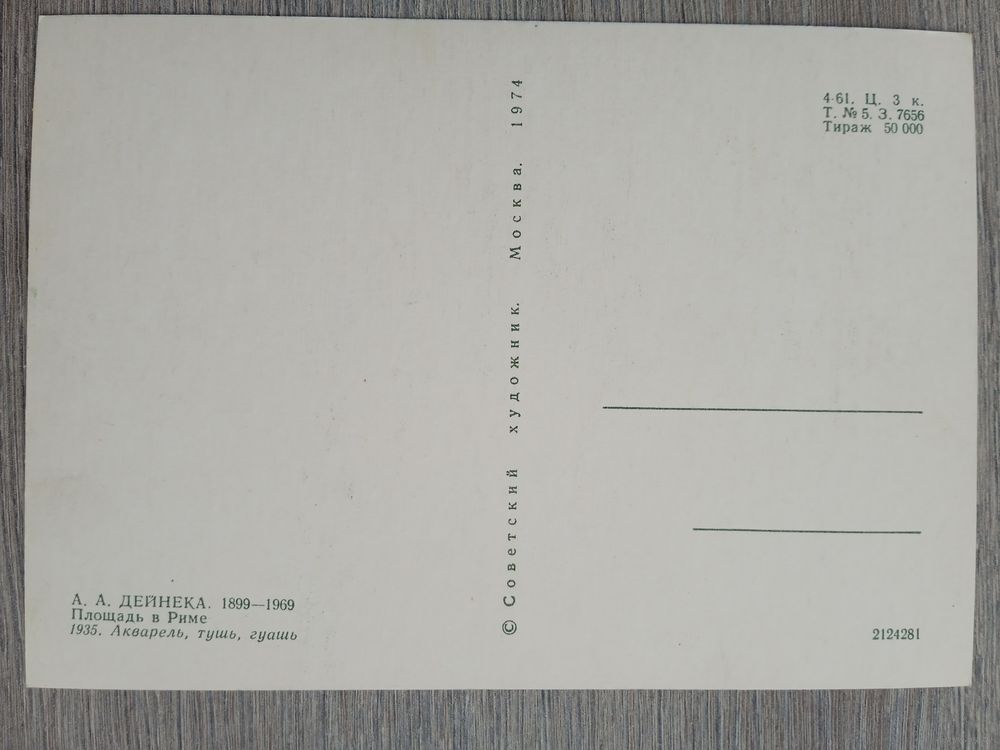 А. А. ДЕЙНЕКА. 1899—1969
Площадь в Риме
1935. Акварель, тушь, гуашь
© Советский художник. Москва. 1974
4-61. Ц. 3 к.
Т. № 5. З. 7656
Тираж 50 000
2124281